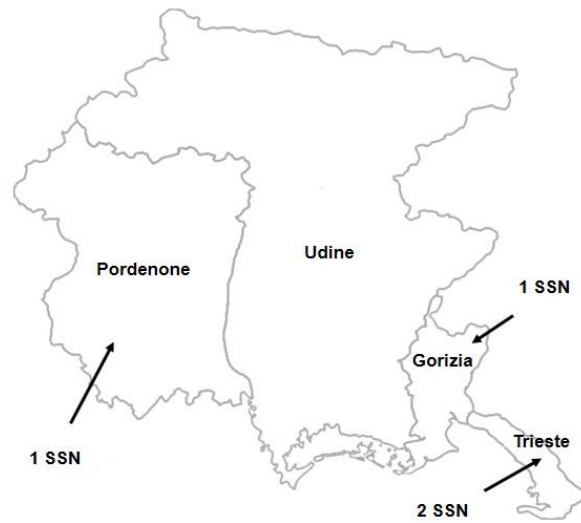 Udine
Pordenone
1 SSN
Gorizia
Trieste
1 SSN
2 SSN